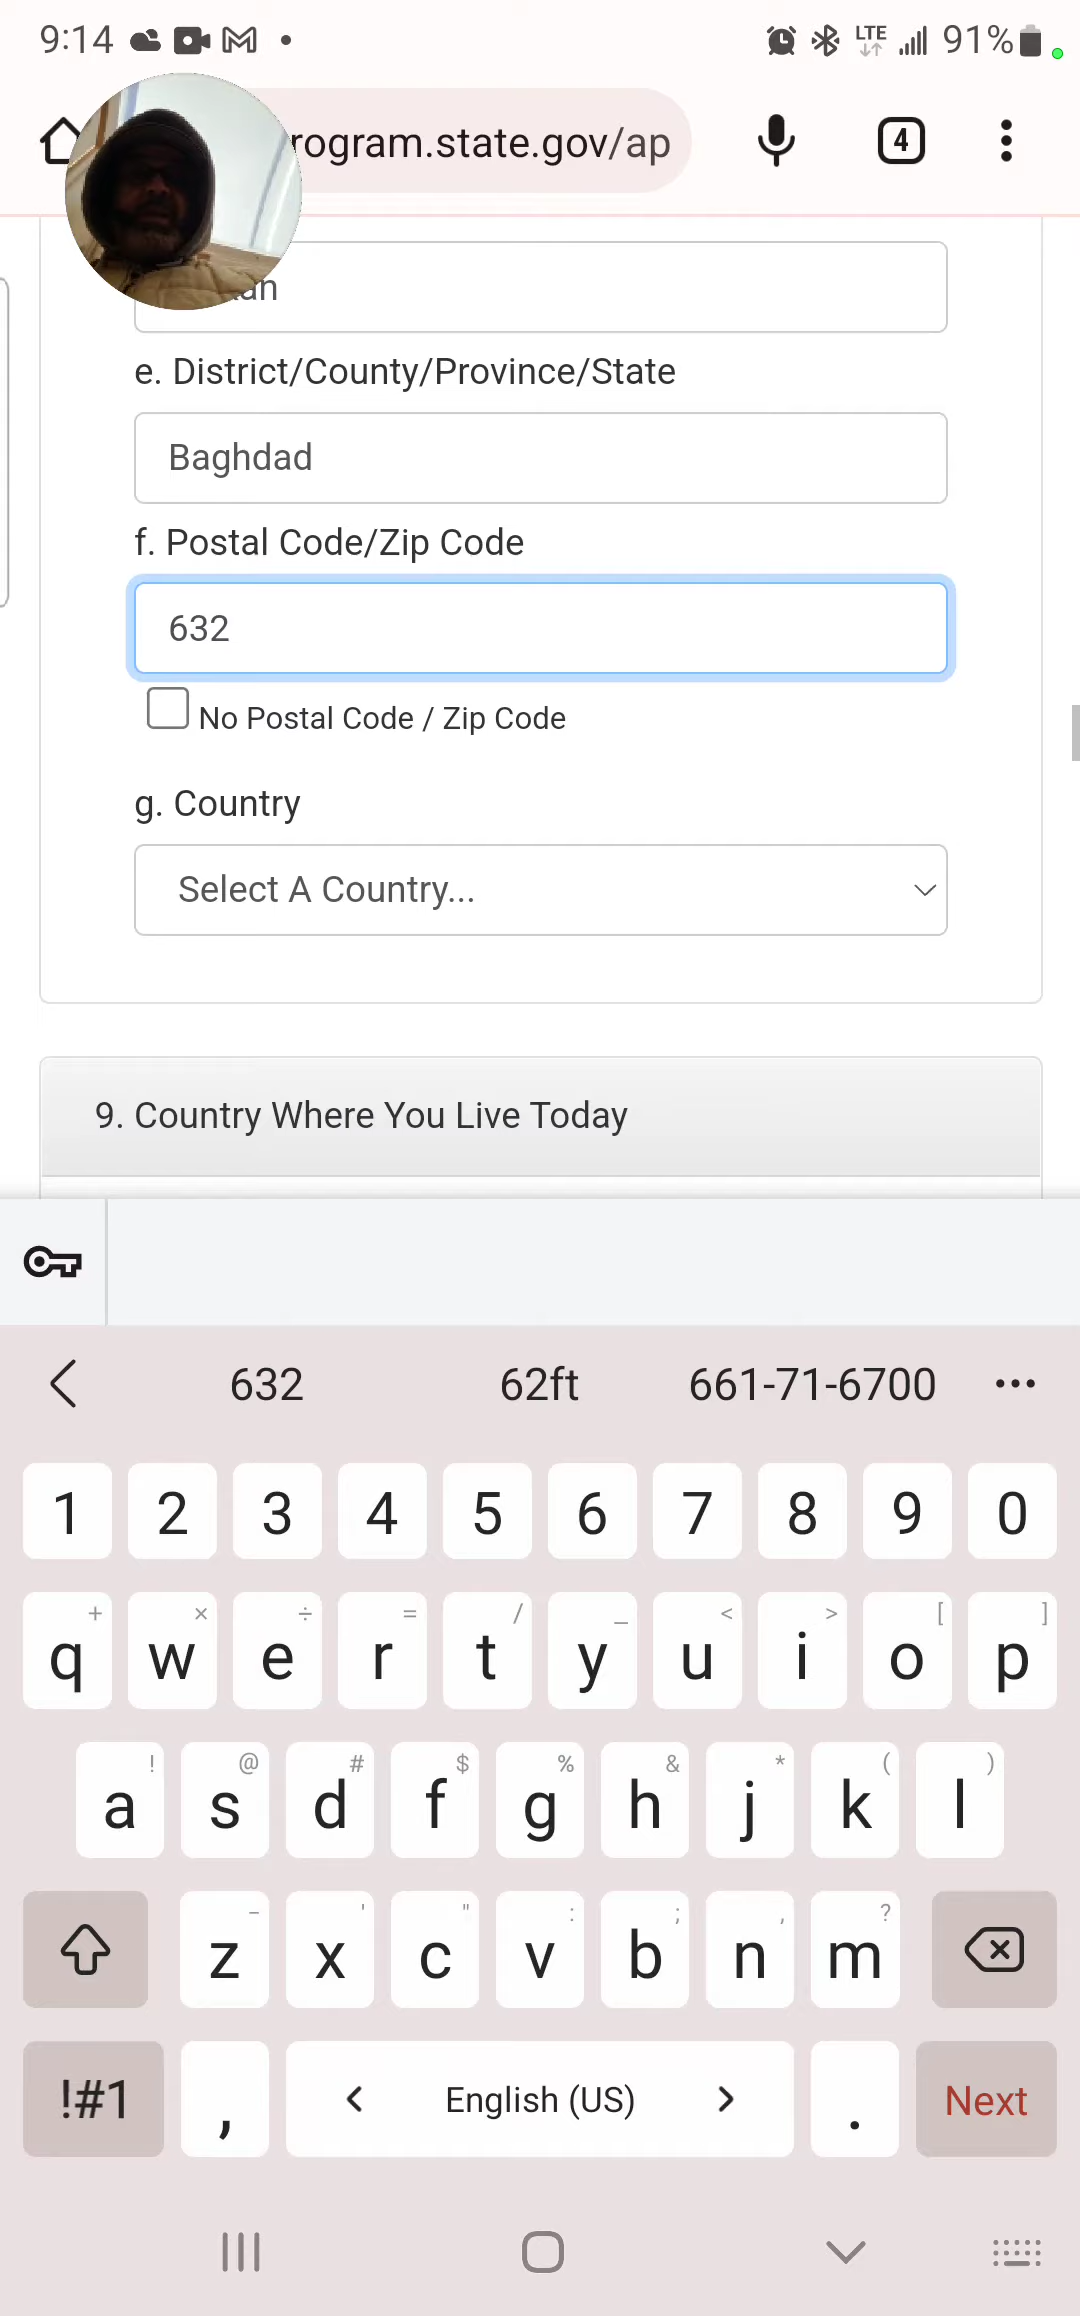 9:14 LTE 91%
rogram.state.gov/ap 4
an
e. District/County/Province/State
Baghdad
f. Postal Code/Zip Code
632
No Postal Code / Zip Code
g. Country
Select A Country...
9. Country Where You Live Today
632 62ft 661-71-6700 •••
1 2 3 4 5 6 7 8 9 0
+ × ÷ = / _ < > [ ]
q w e r t y u i o p
! @ # $ % & * ( )
a s d f g h j k l
- ' " : ; , ?
z x c v b n m
!#1 , < English (US) > . Next